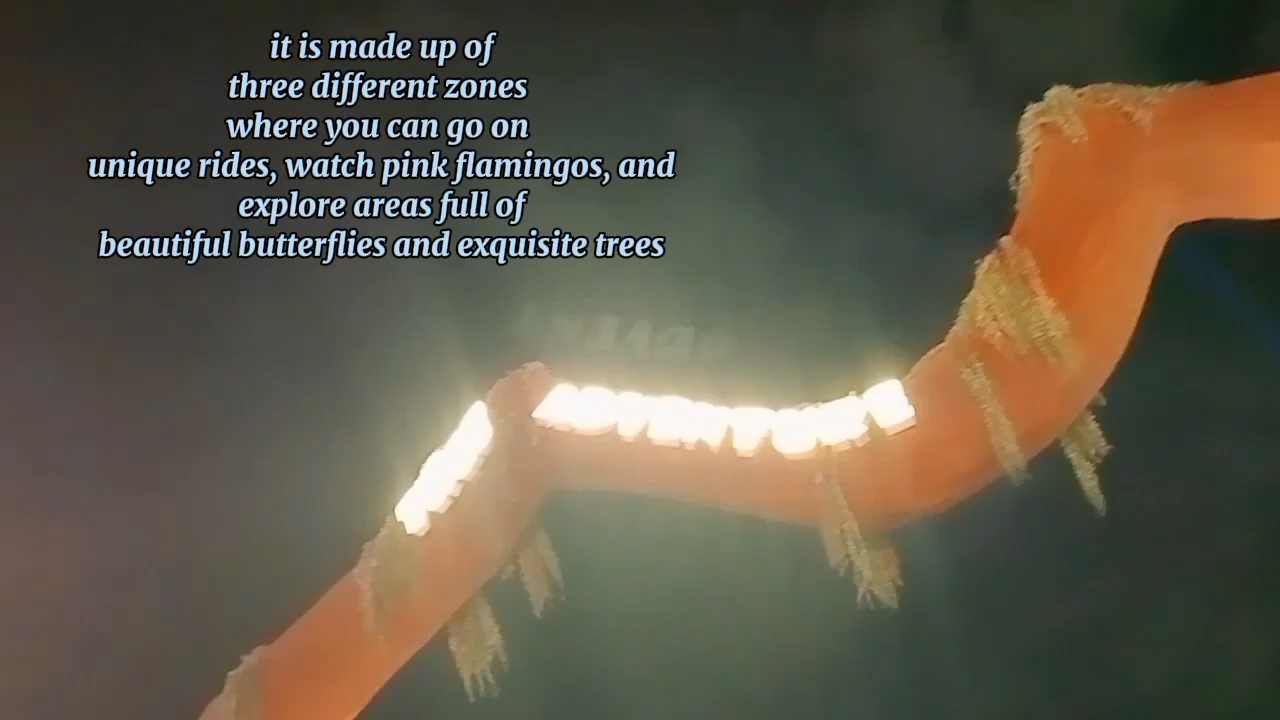 it is made up of
three different zones
where you can go on
unique rides, watch pink flamingos, and
explore areas full of
beautiful butterflies and exquisite trees
ADVENTURE